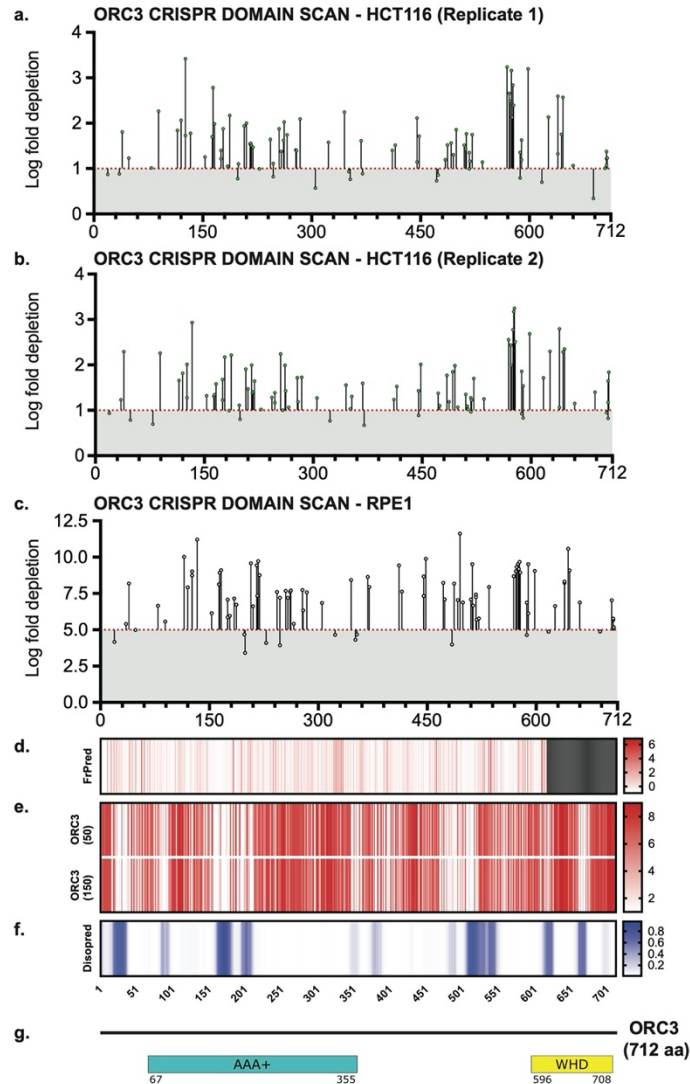 a. ORC3 CRISPR DOMAIN SCAN - HCT116 (Replicate 1)
Log fold depletion
4
3
2
1
0
0 150 300 450 600 712
b. ORC3 CRISPR DOMAIN SCAN - HCT116 (Replicate 2)
Log fold depletion
4
3
2
1
0
0 150 300 450 600 712
c. ORC3 CRISPR DOMAIN SCAN - RPE1
Log fold depletion
12.5
10.0
7.5
5.0
2.5
0.0
0 150 300 450 600 712
d. FrPred
6
4
2
0
e. ORC3 (50)
ORC3 (150)
8
6
4
2
f. Disopred
0.8
0.6
0.4
0.2
1 51 101 151 201 251 301 351 401 451 501 551 601 651 701
g. ORC3
(712 aa)
AAA+ WHD
67 355 596 708